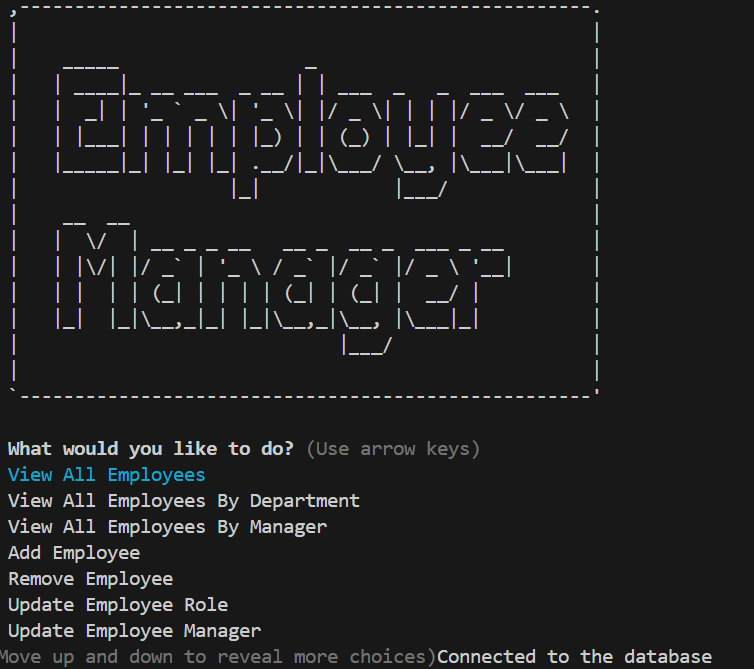 Employee
Manager
What would you like to do? (Use arrow keys)
View All Employees
View All Employees By Department
View All Employees By Manager
Add Employee
Remove Employee
Update Employee Role
Update Employee Manager
Move up and down to reveal more choices)Connected to the database